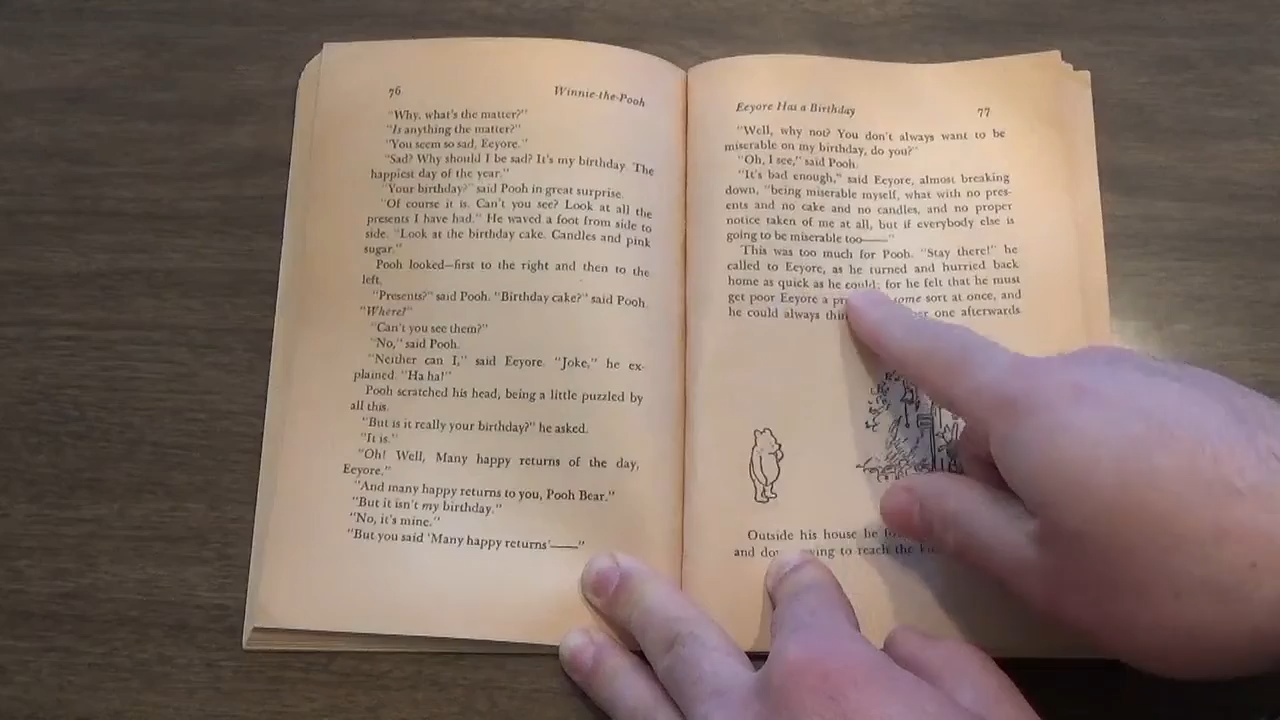 76
Winnie-the-Pooh
"Why, what's the matter?"
"Is anything the matter?"
"You seem so sad, Eeyore."
"Sad? Why should I be sad? It's my birthday. The
happiest day of the year."
"Your birthday?" said Pooh in great surprise.
"Of course it is. Can't you see? Look at all the
presents I have had." He waved a foot from side to
side. "Look at the birthday cake. Candles and pink
sugar."
Pooh looked—first to the right and then to the
left.
"Presents?" said Pooh. "Birthday cake?" said Pooh.
"Where?"
"Can't you see them?"
"No," said Pooh.
"Neither can I," said Eeyore. "Joke," he ex-
plained. "Ha ha!"
Pooh scratched his head, being a little puzzled by
all this.
"But is it really your birthday?" he asked.
"It is."
"Oh! Well, Many happy returns of the day,
Eeyore."
"And many happy returns to you, Pooh Bear."
"But it isn't my birthday."
"No, it's mine."
"But you said 'Many happy returns'——"
Eeyore Has a Birthday
77
"Well, why not? You don't always want to be
miserable on my birthday, do you?"
"Oh, I see," said Pooh.
"It's bad enough," said Eeyore, almost breaking
down, "being miserable myself, what with no pres-
ents and no cake and no candles, and no proper
notice taken of me at all, but if everybody else is
going to be miserable too——"
This was too much for Pooh. "Stay there!" he
called to Eeyore, as he turned and hurried back
home as quick as he could; for he felt that he must
get poor Eeyore a some sort at once, and
he could always one afterwards
Outside his house he
and to reach the